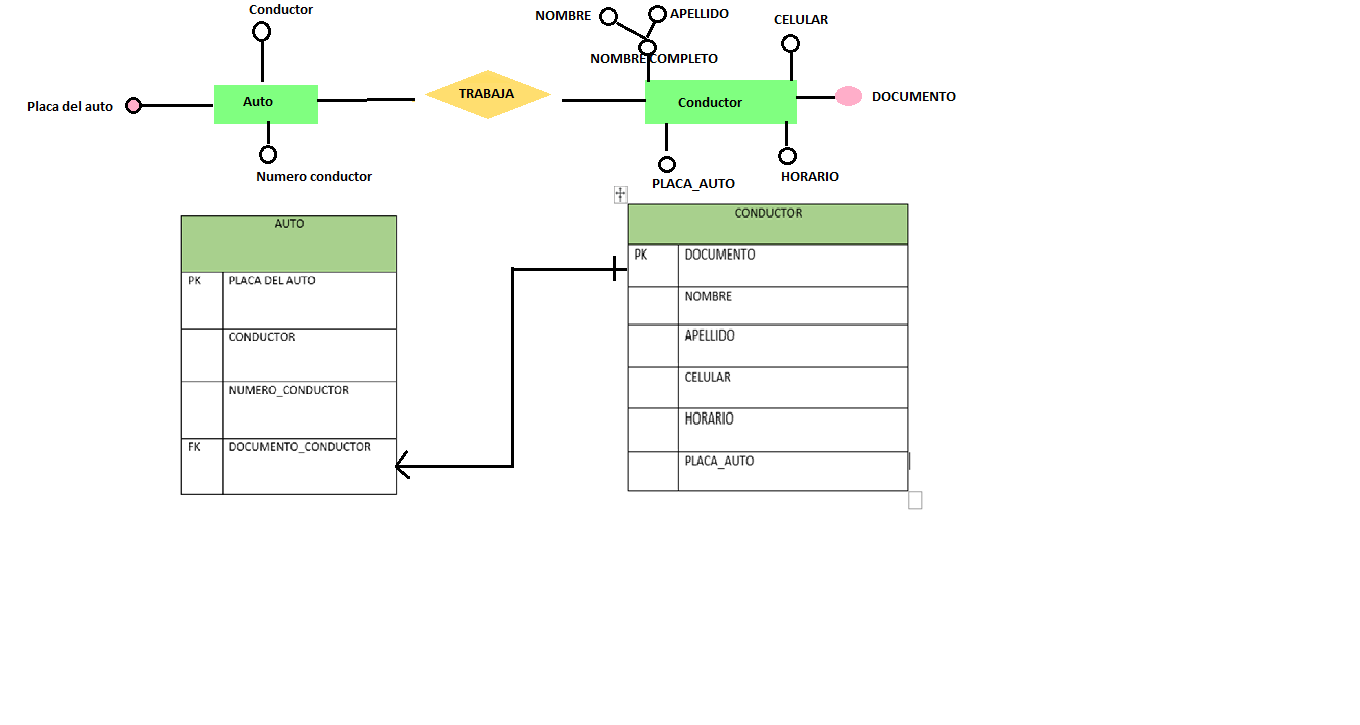 Conductor
NOMBRE
APELLIDO
CELULAR
NOMBRE COMPLETO
Placa del auto
Auto
TRABAJA
Conductor
DOCUMENTO
Numero conductor
PLACA_AUTO
HORARIO
AUTO
PK PLACA DEL AUTO
CONDUCTOR
NUMERO_CONDUCTOR
FK DOCUMENTO_CONDUCTOR
CONDUCTOR
PK DOCUMENTO
NOMBRE
APELLIDO
CELULAR
HORARIO
PLACA_AUTO